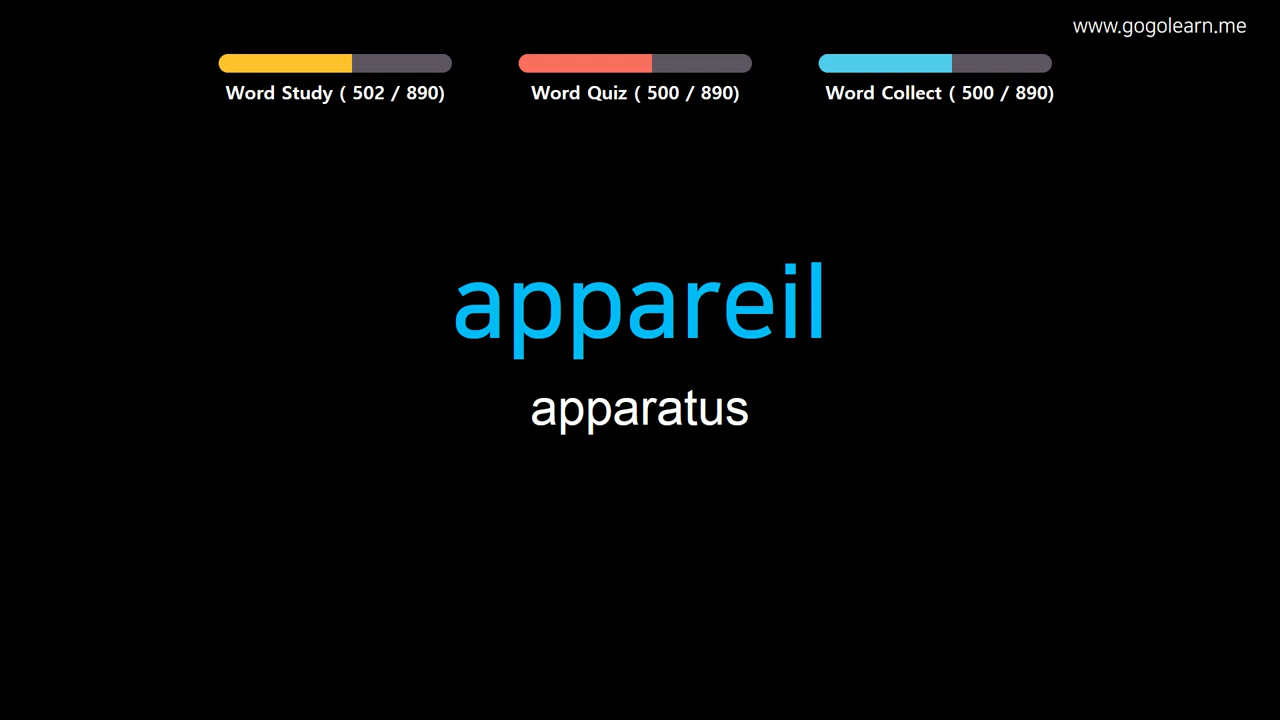 www.gogolearn.me
Word Study ( 502 / 890)
Word Quiz ( 500 / 890)
Word Collect ( 500 / 890)
appareil
apparatus